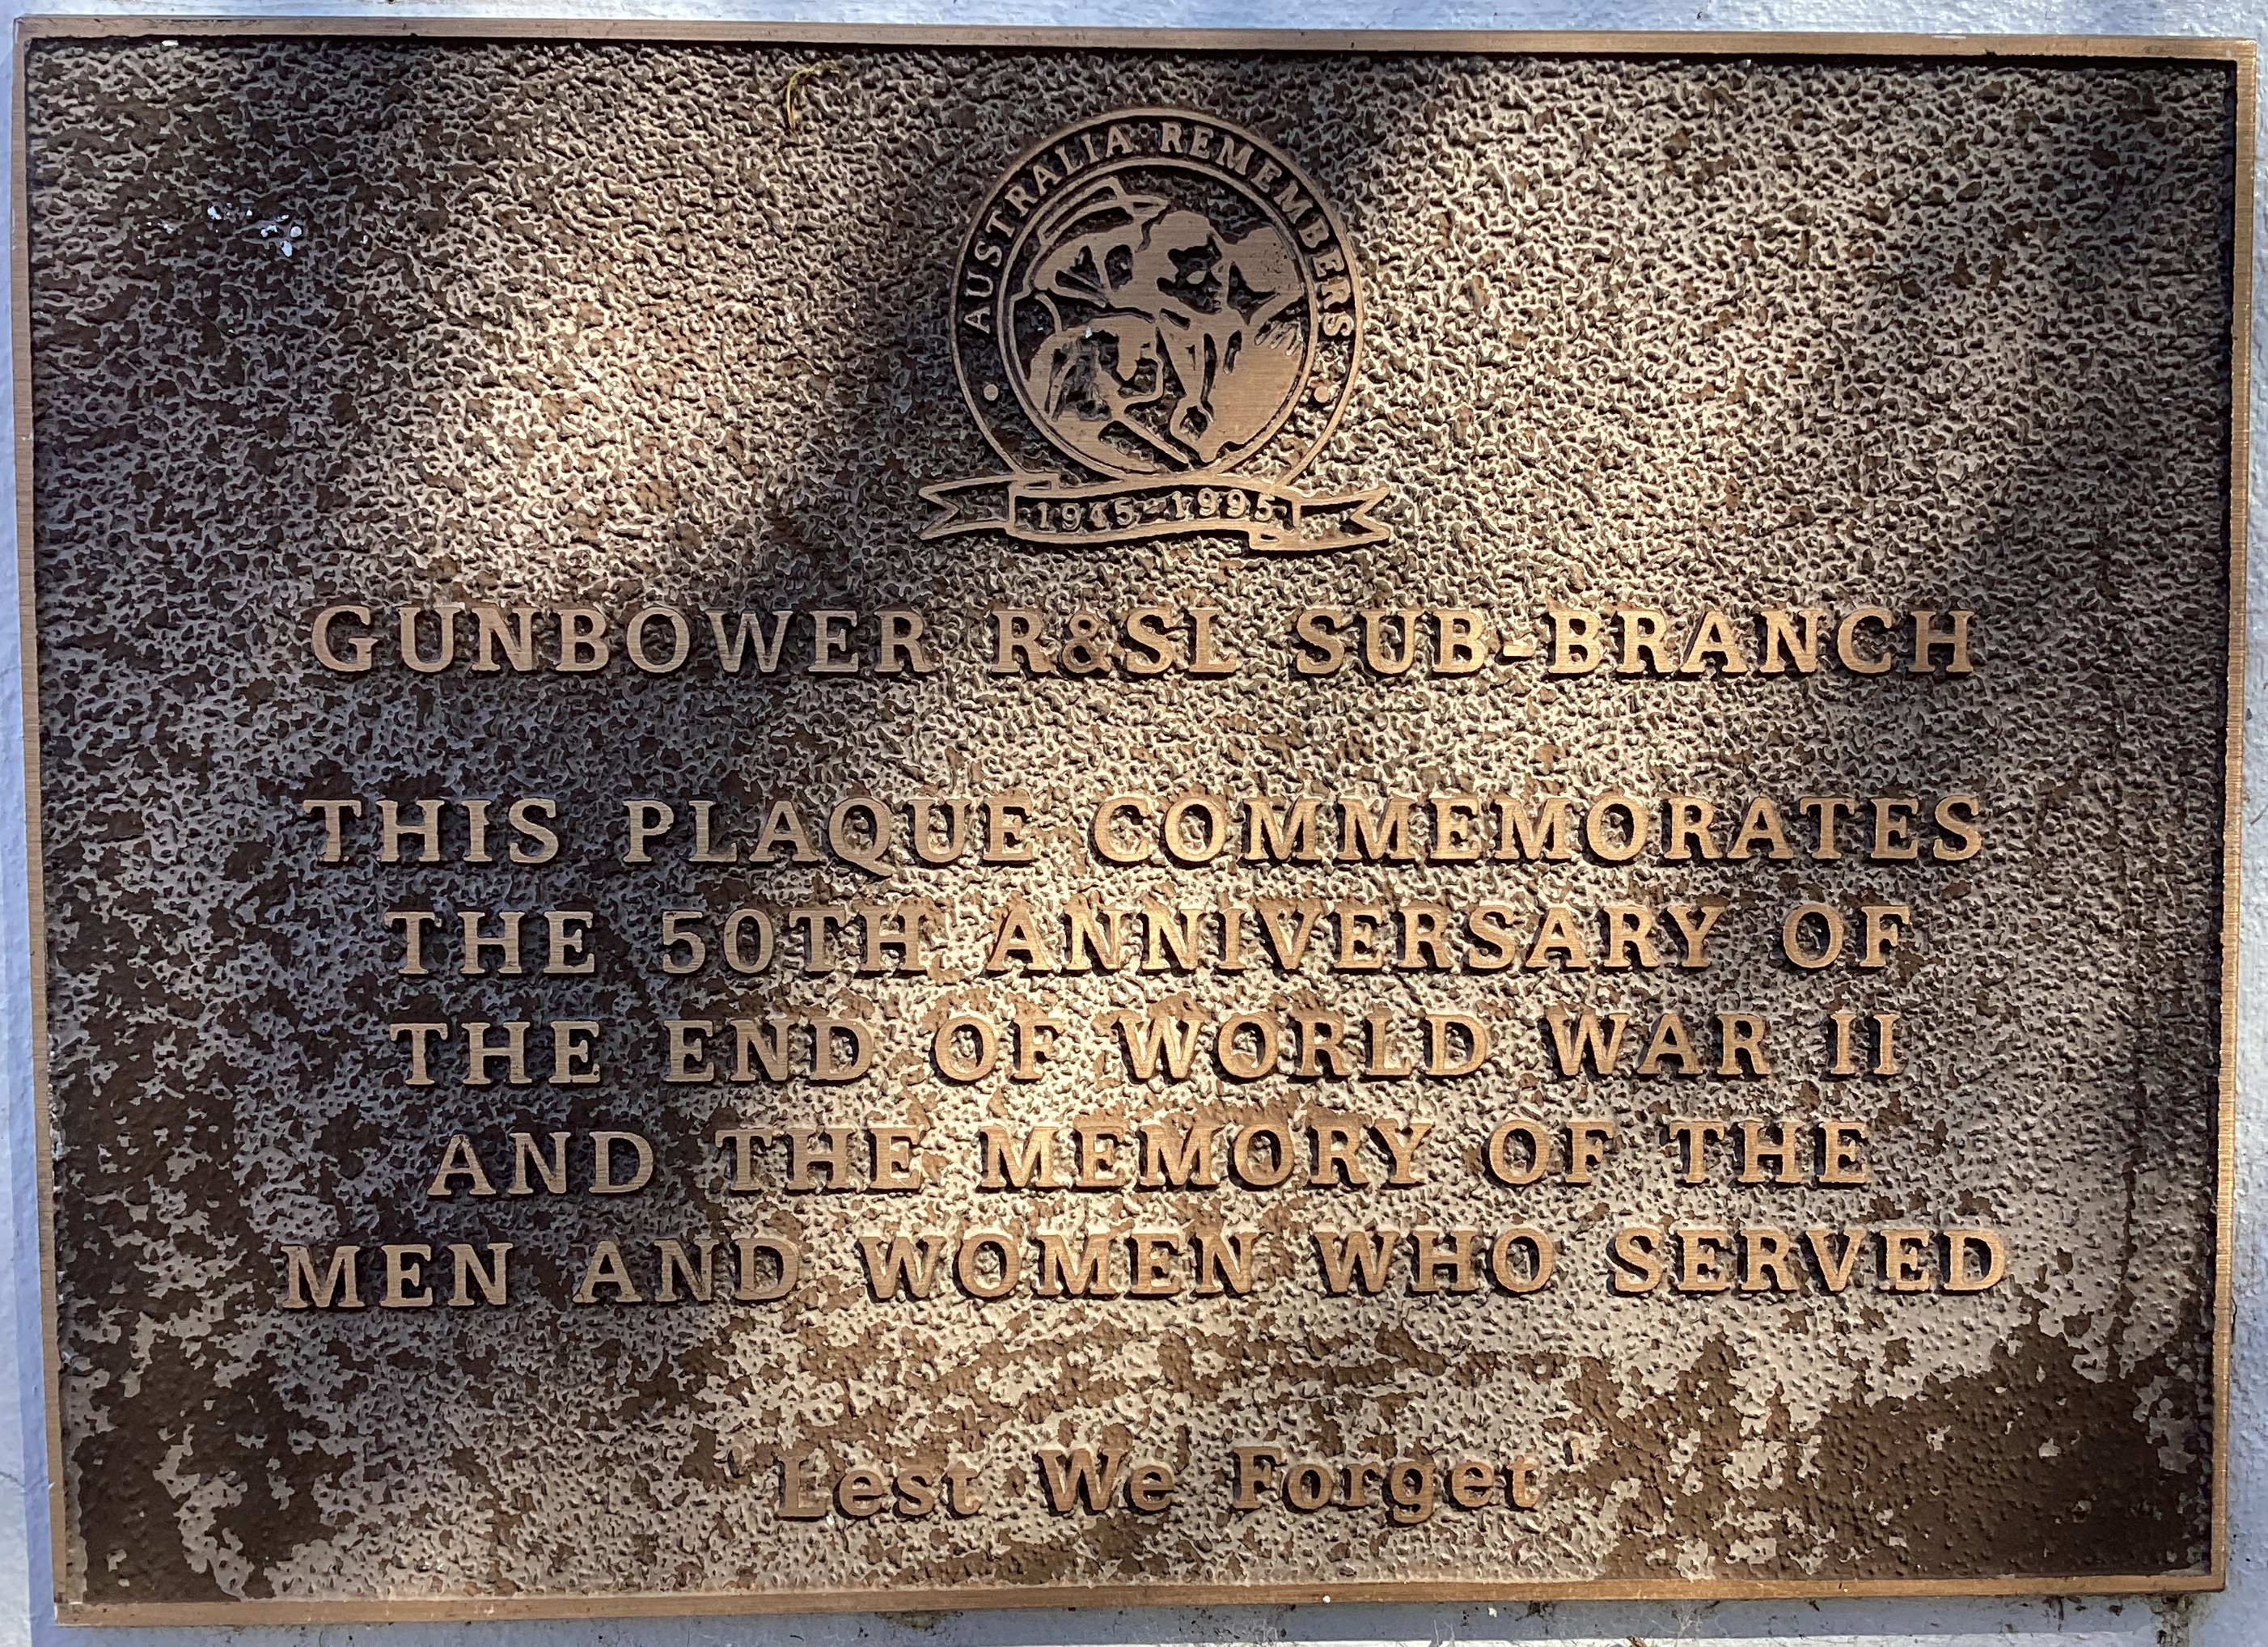 AUSTRALIA REMEMBERS
1945-1995
GUNBOWER R&SL SUB-BRANCH
THIS PLAQUE COMMEMORATES
THE 50TH ANNIVERSARY OF
THE END OF WORLD WAR II
AND THE MEMORY OF THE
MEN AND WOMEN WHO SERVED
'Lest We Forget'